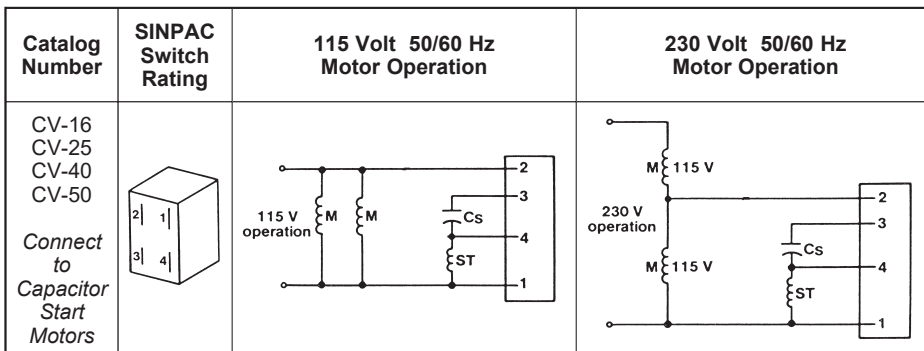 Catalog
Number
SINPAC
Switch
Rating
115 Volt 50/60 Hz
Motor Operation
230 Volt 50/60 Hz
Motor Operation
CV-16
CV-25
CV-40
CV-50
Connect
to
Capacitor
Start
Motors
2 1
3 4
115 V
operation
M
M
Cs
ST
2
3
4
1
230 V
operation
M 115 V
M 115 V
Cs
ST
2
3
4
1